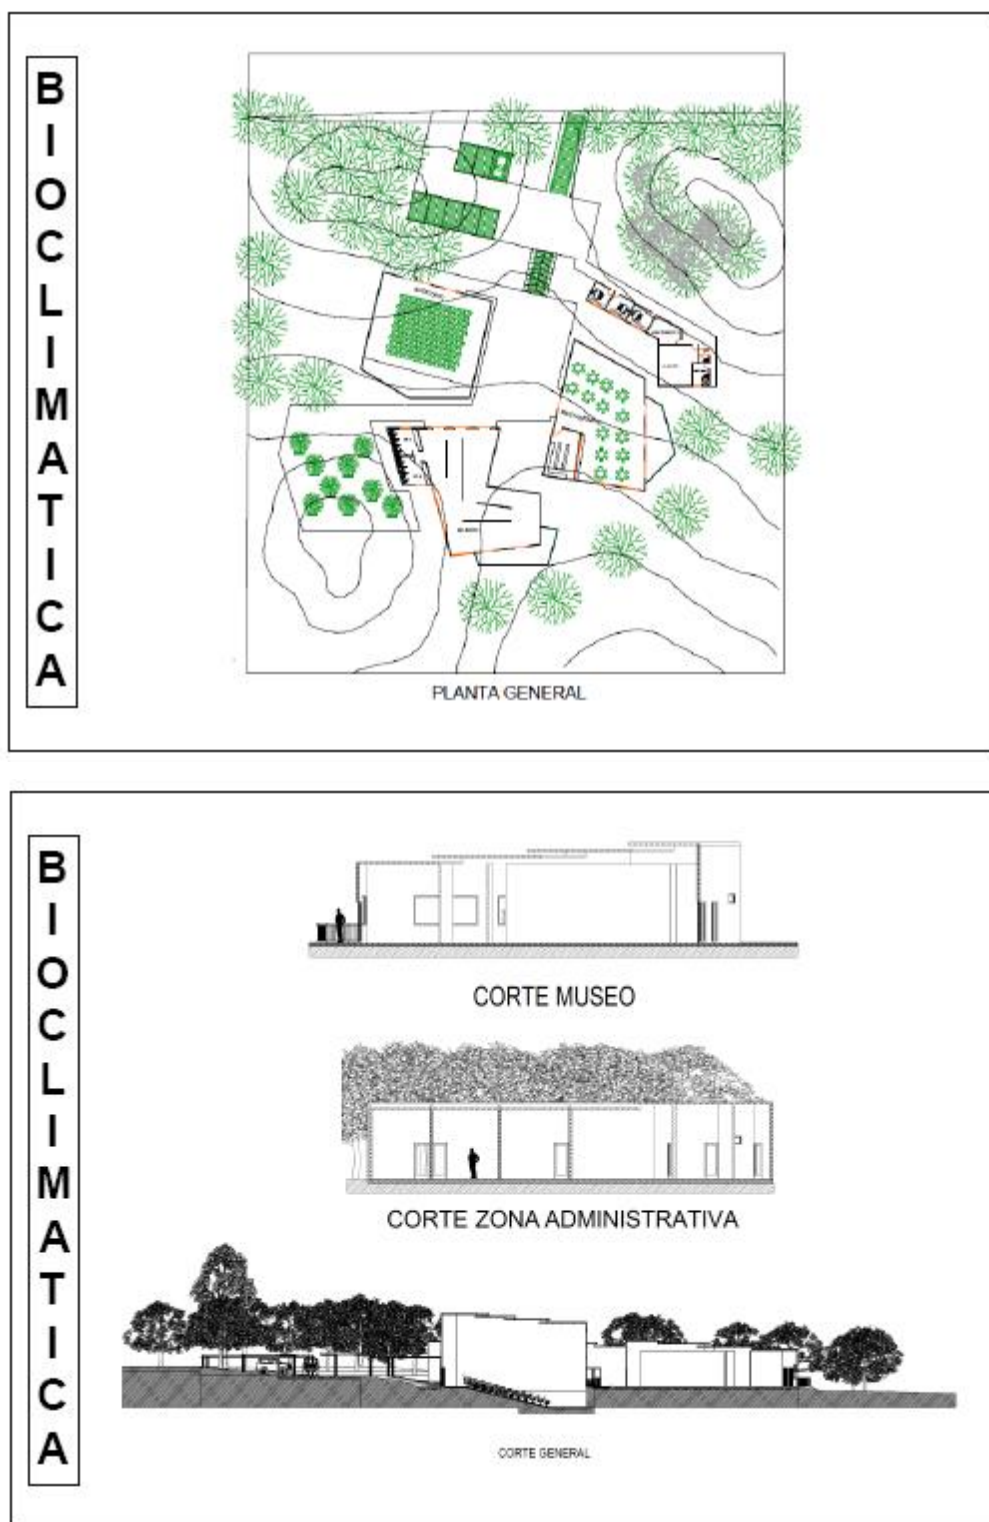 BIOCLIMATICA
PLANTA GENERAL
BIOCLIMATICA
CORTE MUSEO
CORTE ZONA ADMINISTRATIVA
CORTE GENERAL